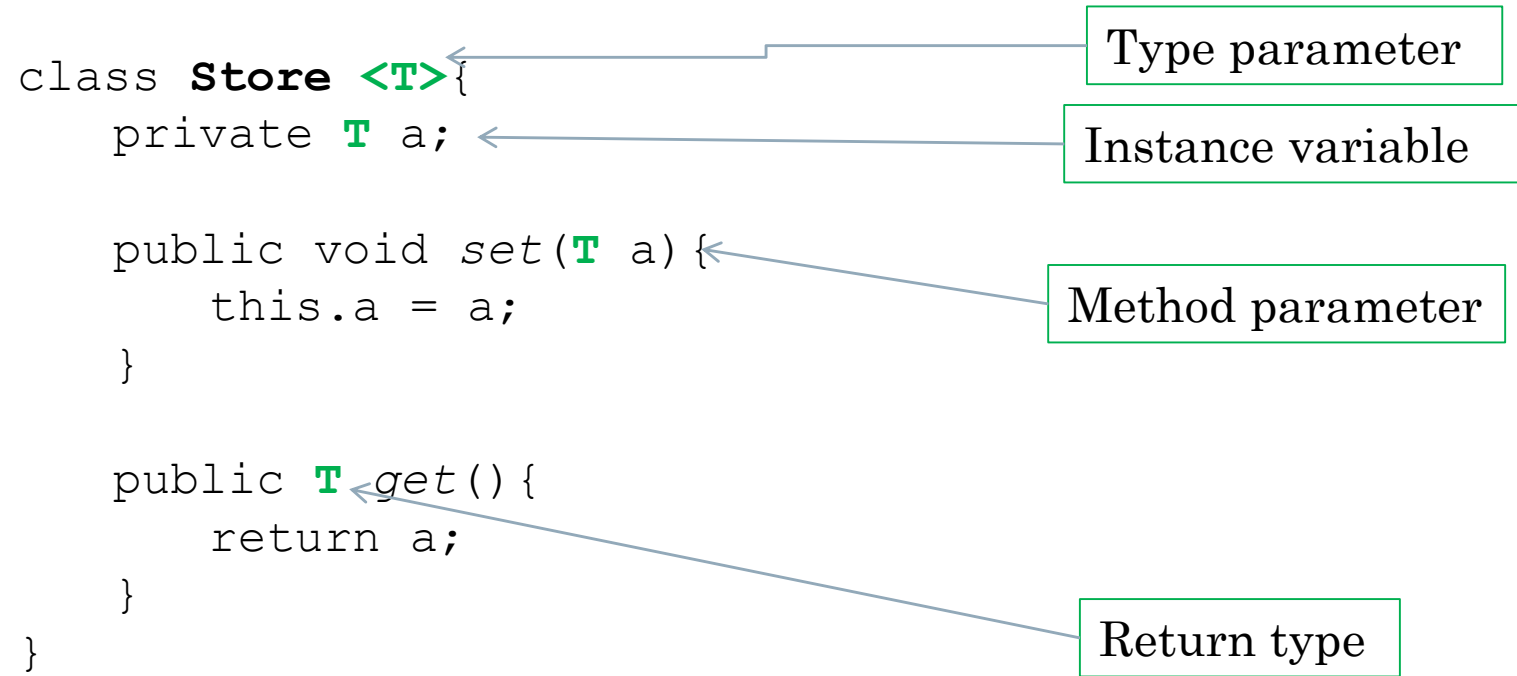 Type parameter
class Store <T>{
private T a;
Instance variable
public void set(T a){
this.a = a;
Method parameter
}
public T get(){
return a;
}
Return type
}